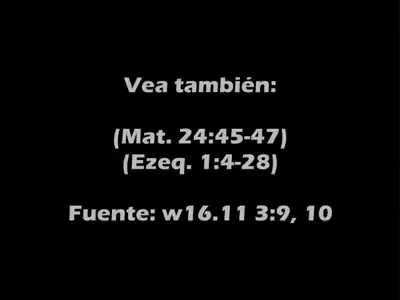 Vea también:
(Mat. 24:45-47)
(Ezeq. 1:4-28)
Fuente: w16.11 3:9, 10